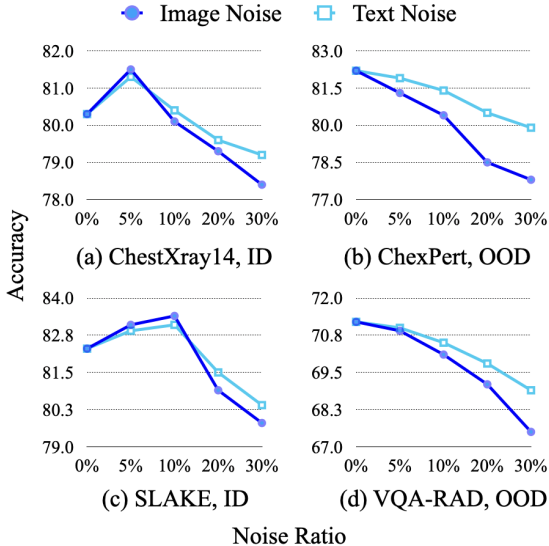 Image Noise Text Noise
82.0
81.0
80.0
79.0
78.0
0% 5% 10% 20% 30%
(a) ChestXray14, ID
83.0
81.5
80.0
78.5
77.0
0% 5% 10% 20% 30%
(b) ChexPert, OOD
Accuracy
84.0
82.8
81.5
80.3
79.0
0% 5% 10% 20% 30%
(c) SLAKE, ID
72.0
70.8
69.5
68.3
67.0
0% 5% 10% 20% 30%
(d) VQA-RAD, OOD
Noise Ratio